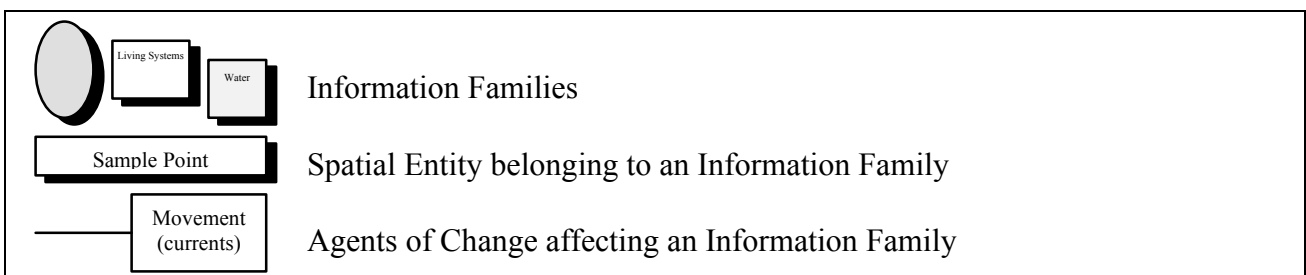 Living Systems
Water
Information Families
Sample Point
Spatial Entity belonging to an Information Family
Movement
(currents)
Agents of Change affecting an Information Family